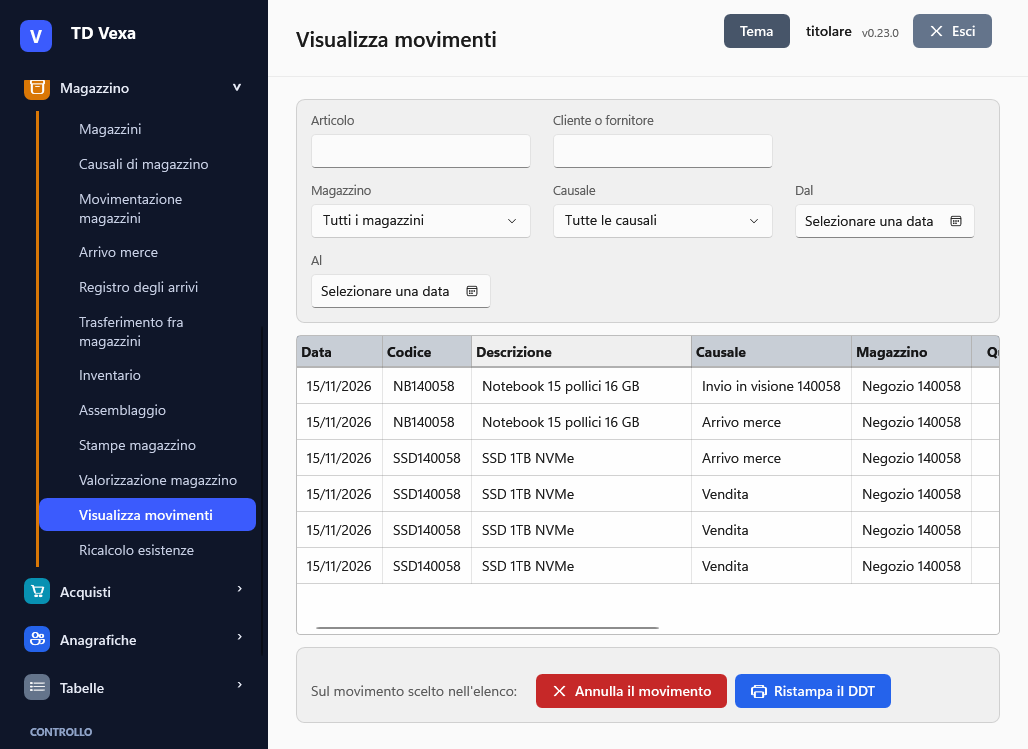 V
TD Vexa
Magazzino
Magazzini
Causali di magazzino
Movimentazione
magazzini
Arrivo merce
Registro degli arrivi
Trasferimento fra
magazzini
Inventario
Assemblaggio
Stampe magazzino
Valorizzazione magazzino
Visualizza movimenti
Ricalcolo esistenze
Acquisti
Anagrafiche
Tabelle
CONTROLLO
Visualizza movimenti
Tema titolare v0.23.0 Esci
Articolo Cliente o fornitore
Magazzino Causale Dal
Tutti i magazzini Tutte le causali Selezionare una data
Al
Selezionare una data
Data Codice Descrizione Causale Magazzino
15/11/2026 NB140058 Notebook 15 pollici 16 GB Invio in visione 140058 Negozio 140058
15/11/2026 NB140058 Notebook 15 pollici 16 GB Arrivo merce Negozio 140058
15/11/2026 SSD140058 SSD 1TB NVMe Arrivo merce Negozio 140058
15/11/2026 SSD140058 SSD 1TB NVMe Vendita Negozio 140058
15/11/2026 SSD140058 SSD 1TB NVMe Vendita Negozio 140058
15/11/2026 SSD140058 SSD 1TB NVMe Vendita Negozio 140058
Sul movimento scelto nell'elenco: Annulla il movimento Ristampa il DDT